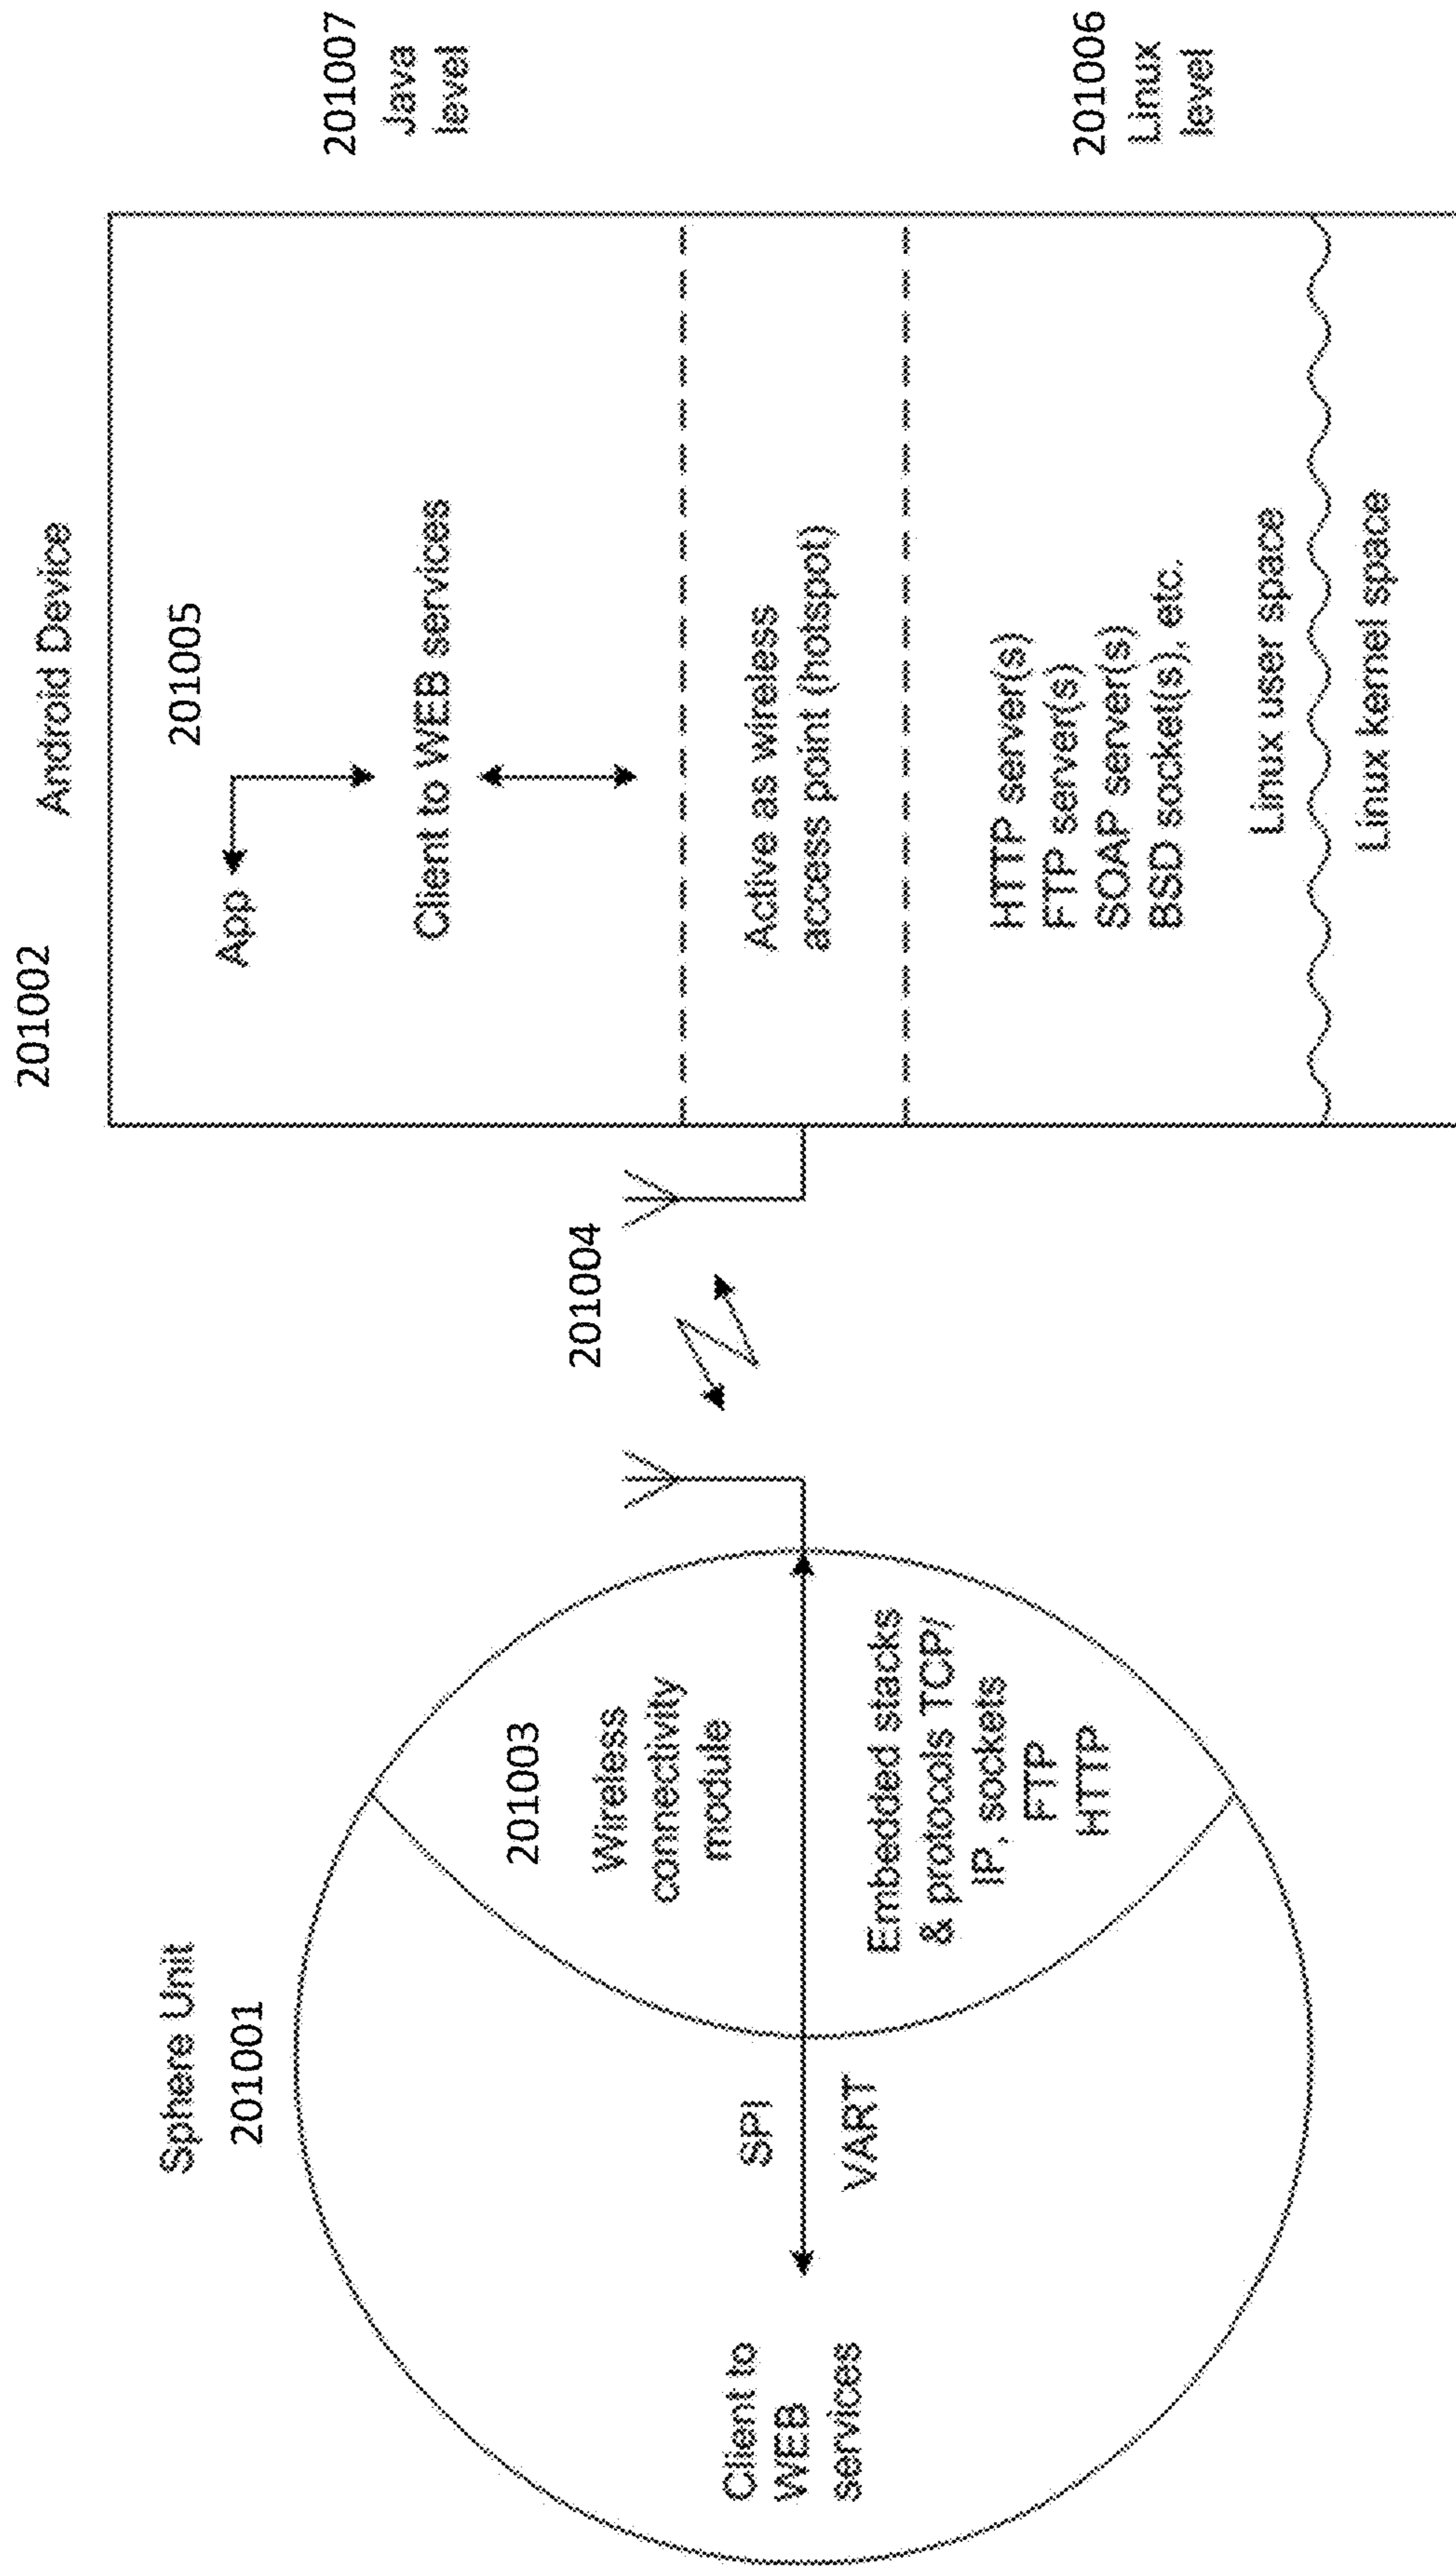 Sphere Unit
201001
Client to
WEB
services
SPI
VART
201003
Wireless
connectivity
module
Embedded stacks
& protocols TCP/
IP, sockets
FTP
HTTP
201004
201002
Android Device
201005
App
Client to WEB services
Active as wireless
access point (hotspot)
HTTP server(s)
FTP server(s)
SOAP server(s)
BSD socket(s), etc.
Linux user space
Linux kernel space
201007
Java
level
201006
Linux
level